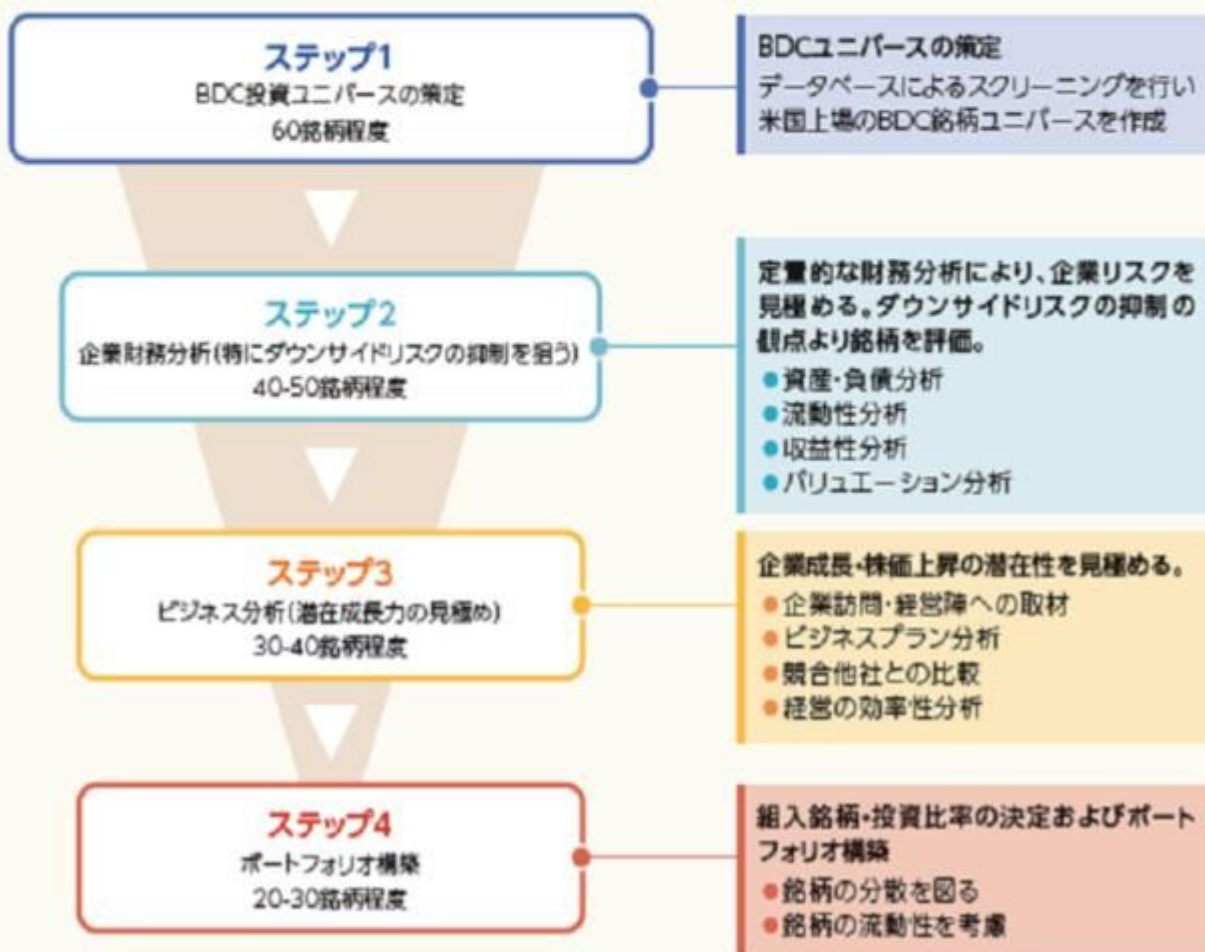 ステップ1
BDC投資ユニバースの策定
60銘柄程度
BDCユニバースの策定
データベースによるスクリーニングを行い
米国上場のBDC銘柄ユニバースを作成
ステップ2
企業財務分析(特にダウンサイドリスクの抑制を狙う)
40-50銘柄程度
定量的な財務分析により、企業リスクを
見極める。ダウンサイドリスクの抑制の
観点より銘柄を評価。
●資産・負債分析
●流動性分析
●収益性分析
●バリュエーション分析
ステップ3
ビジネス分析(潜在成長力の見極め)
30-40銘柄程度
企業成長・株価上昇の潜在性を見極める。
●企業訪問・経営陣への取材
●ビジネスプラン分析
●競合他社との比較
●経営の効率性分析
ステップ4
ポートフォリオ構築
20-30銘柄程度
組入銘柄・投資比率の決定およびポート
フォリオ構築
●銘柄の分散を図る
●銘柄の流動性を考慮